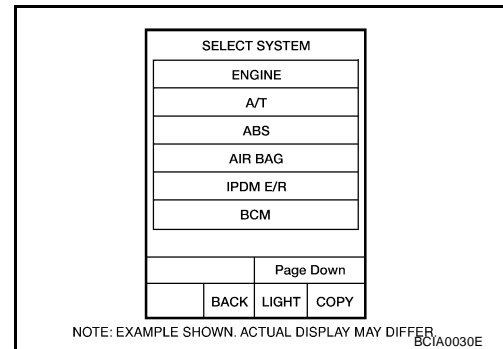 SELECT SYSTEM
ENGINE
A/T
ABS
AIR BAG
IPDM E/R
BCM
Page Down
BACK LIGHT COPY
NOTE: EXAMPLE SHOWN. ACTUAL DISPLAY MAY DIFFER.
BCIA0030E